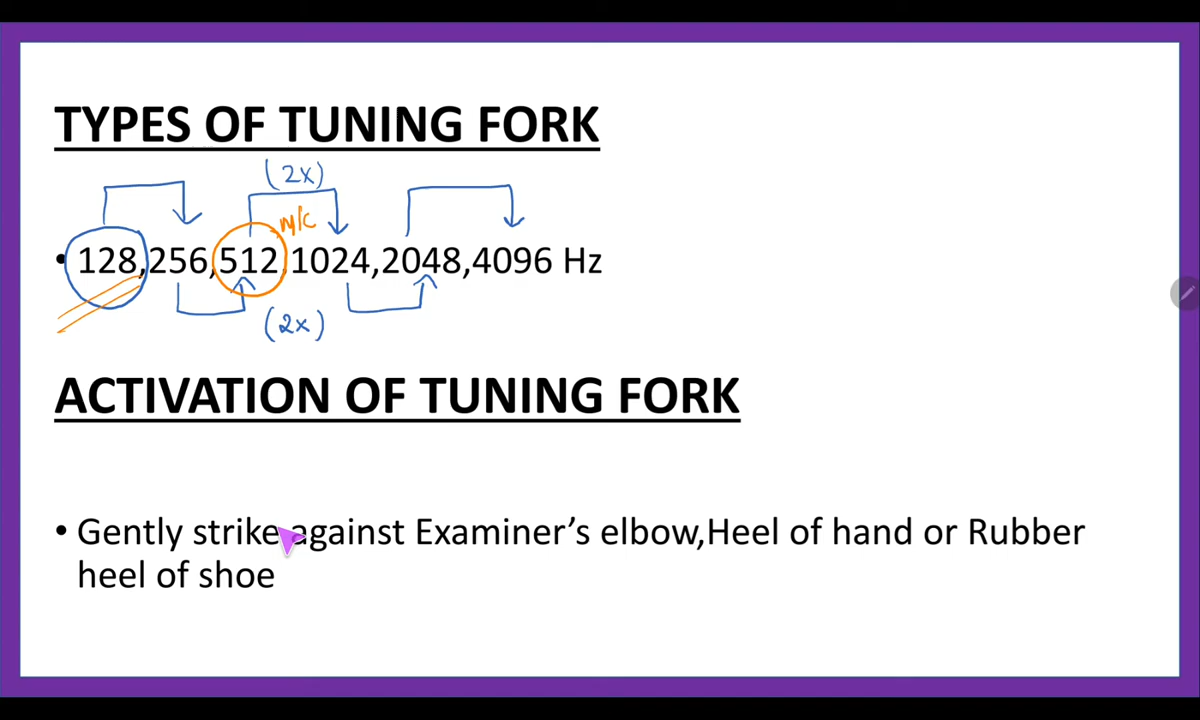 TYPES OF TUNING FORK
(2x)
m/c
• 128,256,512,1024,2048,4096 Hz
(2x)
ACTIVATION OF TUNING FORK
• Gently strike against Examiner’s elbow,Heel of hand or Rubber
heel of shoe